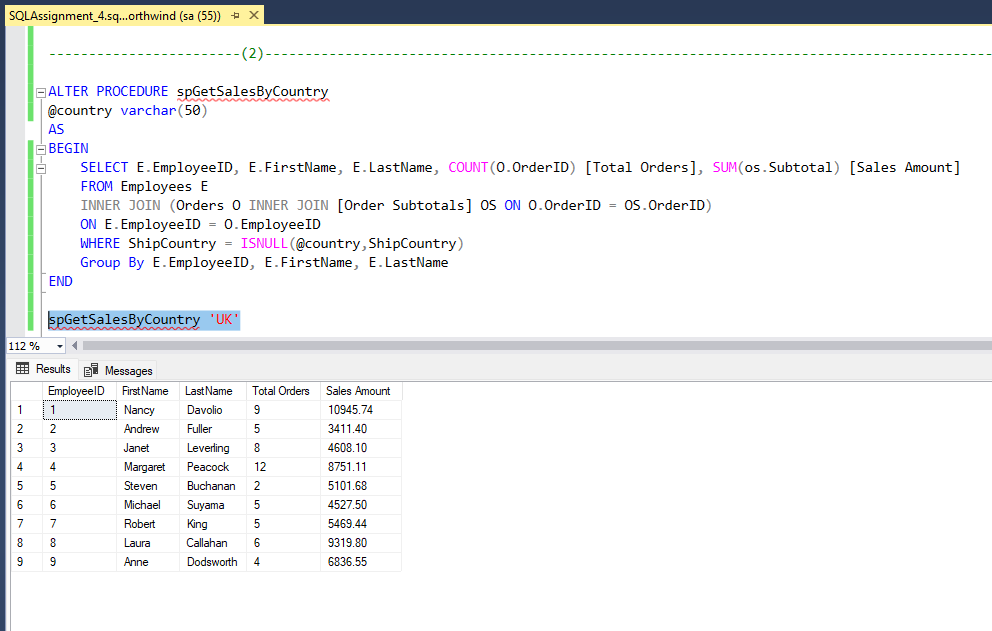 SQLAssignment_4.sq...orthwind (sa (55))
------------------------(2)-------------------------------------------------------------------------------------------
ALTER PROCEDURE spGetSalesByCountry
@country varchar(50)
AS
BEGIN
SELECT E.EmployeeID, E.FirstName, E.LastName, COUNT(O.OrderID) [Total Orders], SUM(os.Subtotal) [Sales Amount]
FROM Employees E
INNER JOIN (Orders O INNER JOIN [Order Subtotals] OS ON O.OrderID = OS.OrderID)
ON E.EmployeeID = O.EmployeeID
WHERE ShipCountry = ISNULL(@country,ShipCountry)
Group By E.EmployeeID, E.FirstName, E.LastName
END
spGetSalesByCountry 'UK'
112 %
Results Messages
EmployeeID FirstName LastName Total Orders Sales Amount
1 1 Nancy Davolio 9 10945.74
2 2 Andrew Fuller 5 3411.40
3 3 Janet Leverling 8 4608.10
4 4 Margaret Peacock 12 8751.11
5 5 Steven Buchanan 2 5101.68
6 6 Michael Suyama 5 4527.50
7 7 Robert King 5 5469.44
8 8 Laura Callahan 6 9319.80
9 9 Anne Dodsworth 4 6836.55